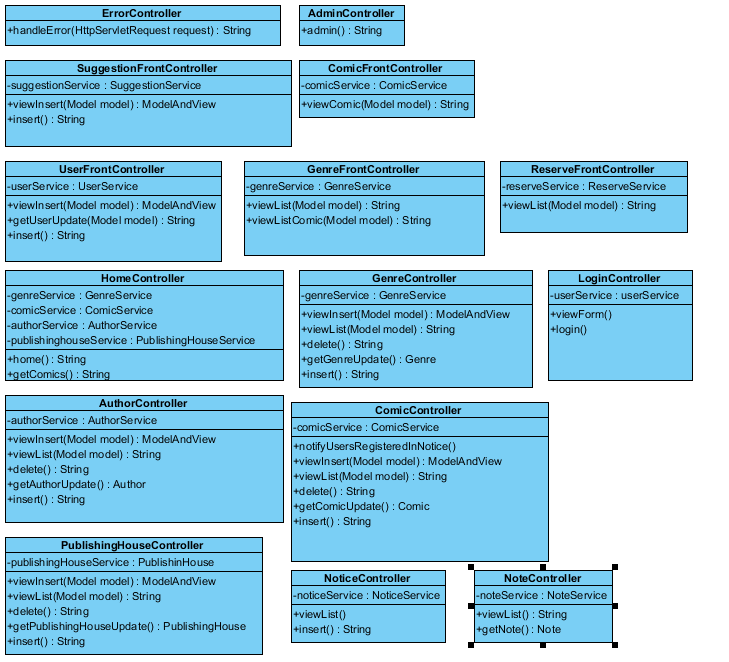 ErrorController
+handleError(HttpServletRequest request) : String
AdminController
+admin() : String
SuggestionFrontController
-suggestionService : SuggestionService
+viewInsert(Model model) : ModelAndView
+insert() : String
ComicFrontController
-comicService : ComicService
+viewComic(Model model) : String
UserFrontController
-userService : UserService
+viewInsert(Model model) : ModelAndView
+getUserUpdate(Model model) : String
+insert() : String
GenreFrontController
-genreService : GenreService
+viewList(Model model) : String
+viewListComic(Model model) : String
ReserveFrontController
-reserveService : ReserveService
+viewList(Model model) : String
HomeController
-genreService : GenreService
-comicService : ComicService
-authorService : AuthorService
-publishinghouseService : PublishingHouseService
+home() : String
+getComics() : String
GenreController
-genreService : GenreService
+viewInsert(Model model) : ModelAndView
+viewList(Model model) : String
+delete() : String
+getGenreUpdate() : Genre
+insert() : String
LoginController
-userService : userService
+viewForm()
+login()
AuthorController
-authorService : AuthorService
+viewInsert(Model model) : ModelAndView
+viewList(Model model) : String
+delete() : String
+getAuthorUpdate() : Author
+insert() : String
ComicController
-comicService : ComicService
+notifyUsersRegisteredInNotice()
+viewInsert(Model model) : ModelAndView
+viewList(Model model) : String
+delete() : String
+getComicUpdate() : Comic
+insert() : String
PublishingHouseController
-publishingHouseService : PublishinHouse
+viewInsert(Model model) : ModelAndView
+viewList(Model model) : String
+delete() : String
+getPublishingHouseUpdate() : PublishingHouse
+insert() : String
NoticeController
-noticeService : NoticeService
+viewList()
+insert() : String
NoteController
-noteService : NoteService
+viewList() : String
+getNote() : Note